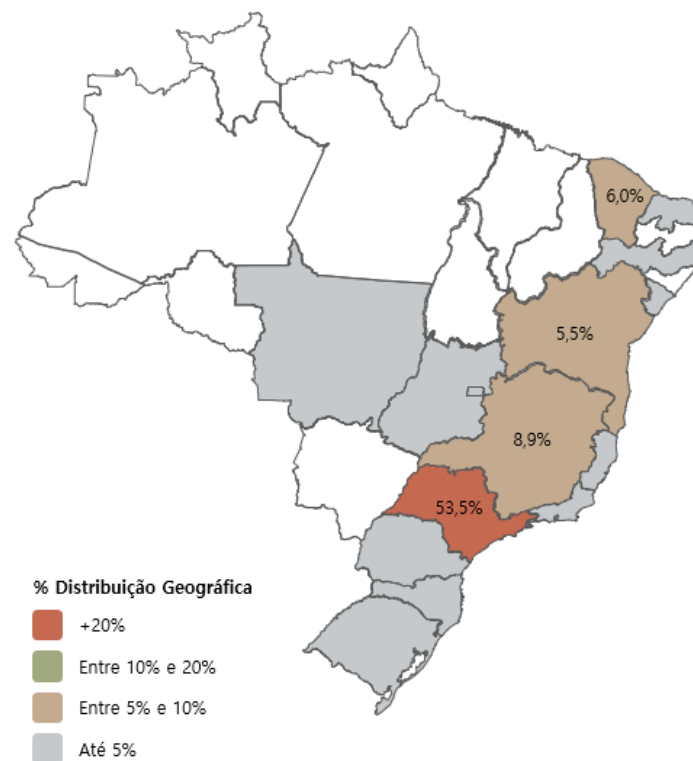 6,0%
5,5%
8,9%
53,5%
% Distribuição Geográfica
+20%
Entre 10% e 20%
Entre 5% e 10%
Até 5%